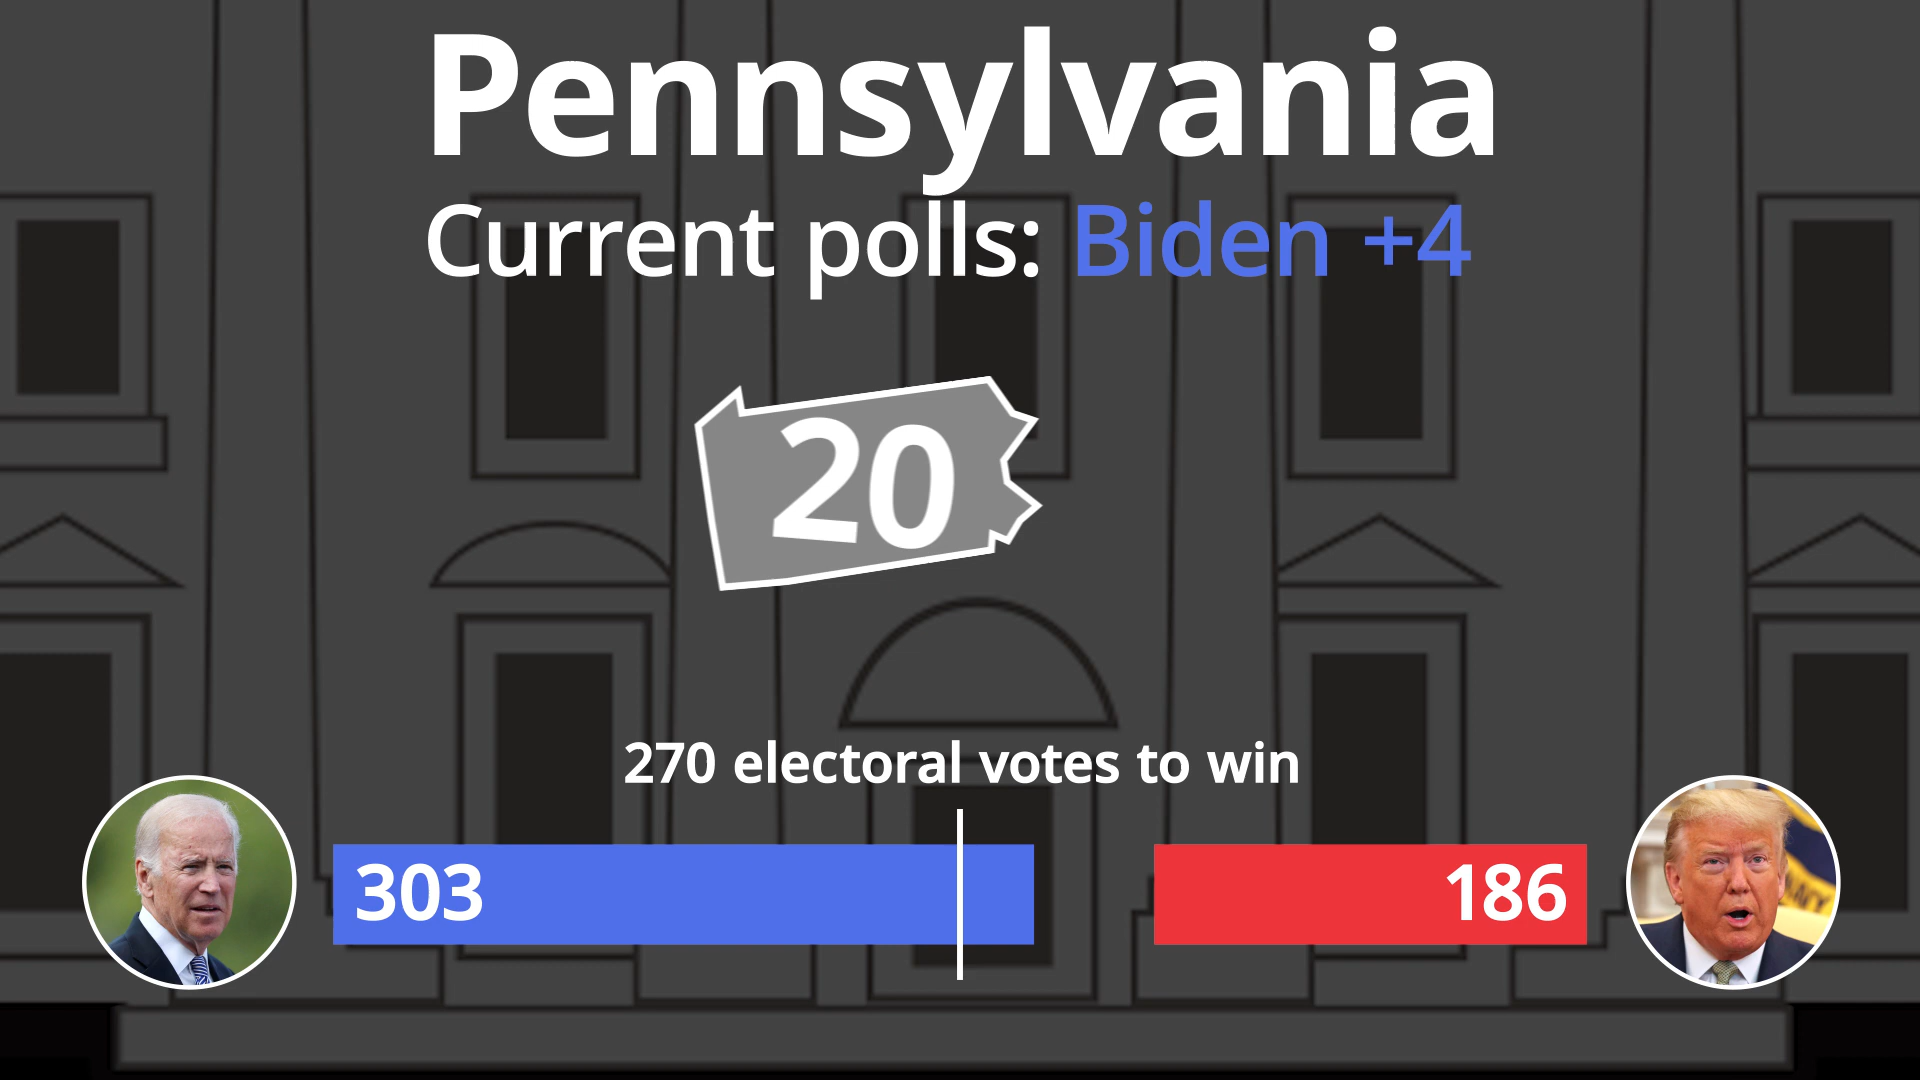 Pennsylvania
Current polls: Biden +4
20
270 electoral votes to win
303
186